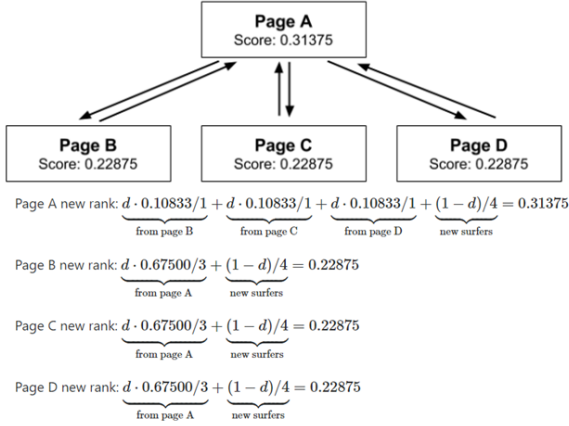 Page A
Score: 0.31375
Page B
Score: 0.22875
Page C
Score: 0.22875
Page D
Score: 0.22875
Page A new rank: d · 0.10833/1 + d · 0.10833/1 + d · 0.10833/1 + (1 − d)/4 = 0.31375
from page B from page C from page D new surfers
Page B new rank: d · 0.67500/3 + (1 − d)/4 = 0.22875
from page A new surfers
Page C new rank: d · 0.67500/3 + (1 − d)/4 = 0.22875
from page A new surfers
Page D new rank: d · 0.67500/3 + (1 − d)/4 = 0.22875
from page A new surfers